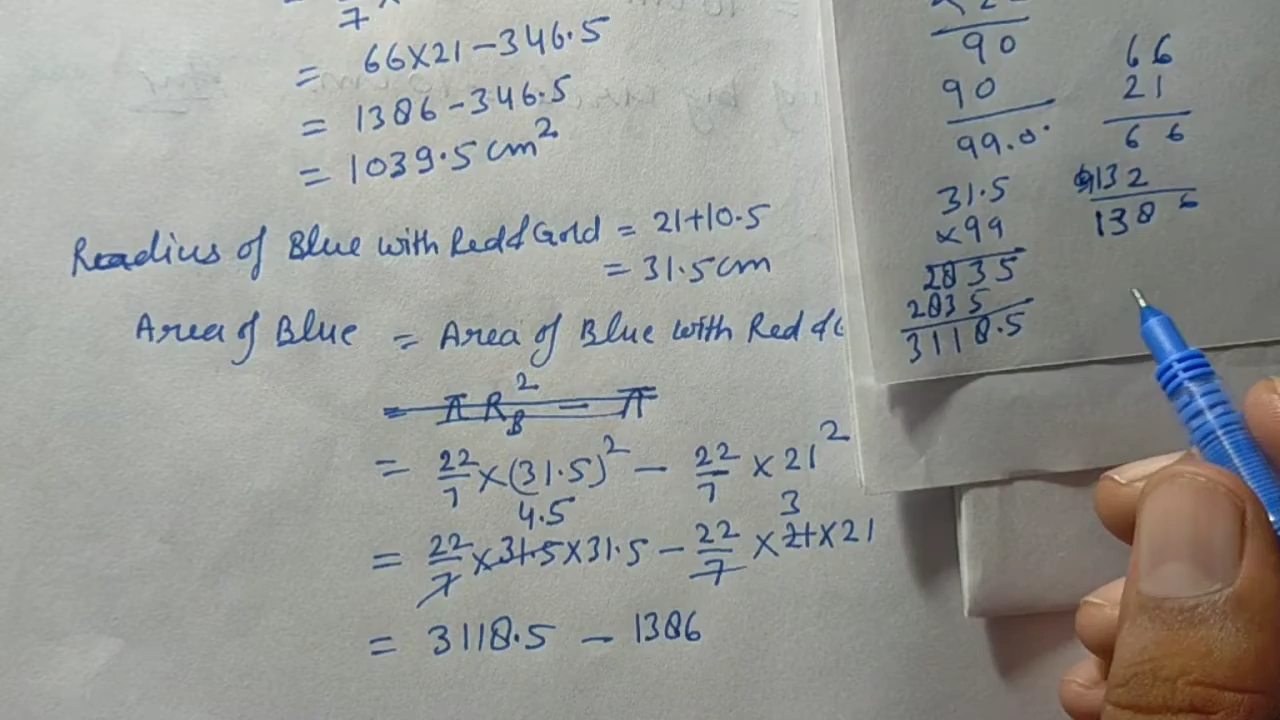 7
= 66×21-346.5
= 1386-346.5
= 1039.5 cm²
Readius of Blue with Red & Gold = 21+10.5
= 31.5 cm
Area of Blue = Area of Blue with Red &
= πR²B - π
= 22/7 × (31.5)² - 22/7 × 21²
4.5 3
= 22/7 × 31.5 × 31.5 - 22/7 × 21 × 21
= 3118.5 - 1386
90
90
99.0
31.5
×99
2835
2835
3118.5
66
21
66
132
1386